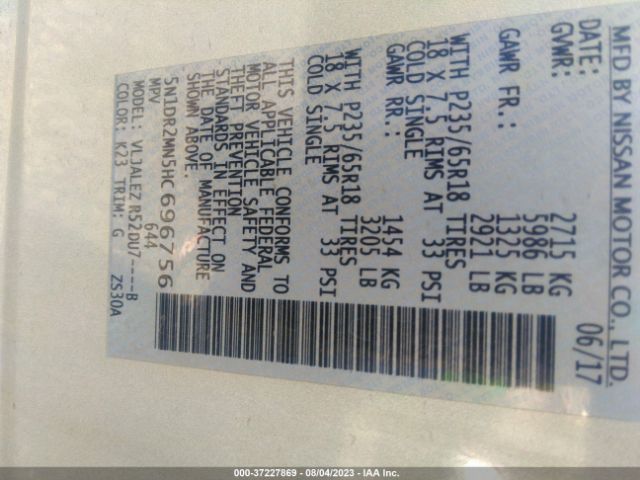 MFD BY NISSAN MOTOR CO., LTD.
DATE: 06/17
GVWR: 2715 KG
5986 LB
GAWR FR.: 1325 KG
2921 LB
WITH P235/65R18 TIRES
18 X 7.5 RIMS AT 33 PSI
COLD SINGLE
GAWR RR.: 1454 KG
3205 LB
WITH P235/65R18 TIRES
18 X 7.5 RIMS AT 33 PSI
COLD SINGLE
THIS VEHICLE CONFORMS TO
ALL APPLICABLE FEDERAL
MOTOR VEHICLE SAFETY AND
THEFT PREVENTION
STANDARDS IN EFFECT ON
THE DATE OF MANUFACTURE
SHOWN ABOVE.
5N1DR2MN5HC696756
MPV 644
MODEL: VLJALEZ R52DU7----B
COLOR: K23 TRIM: G ZS30A
000-37227869 - 08/04/2023 - IAA Inc.